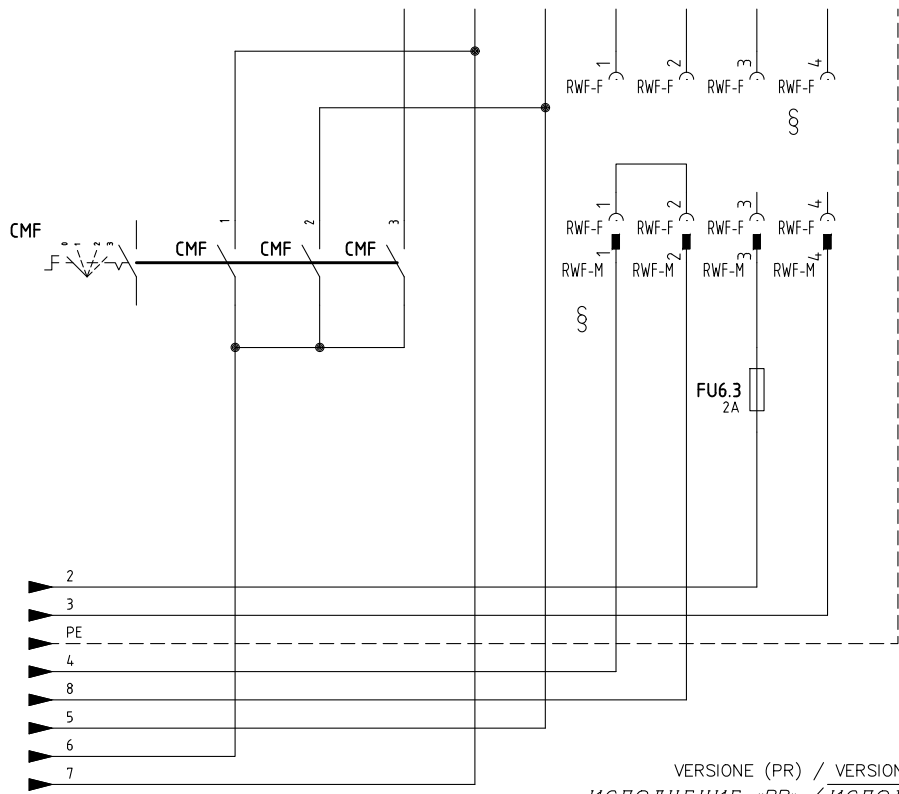 1 2 3 4
RWF-F RWF-F RWF-F RWF-F
§
1 2 3
1 2 3 4
CMF
0 1 2 3
CMF CMF CMF
RWF-F RWF-F RWF-F RWF-F
1 2 3 4
RWF-M RWF-M RWF-M RWF-M
§
FU6.3
2A
2
3
PE
4
8
5
6
7
VERSIONE (PR) / VERSION